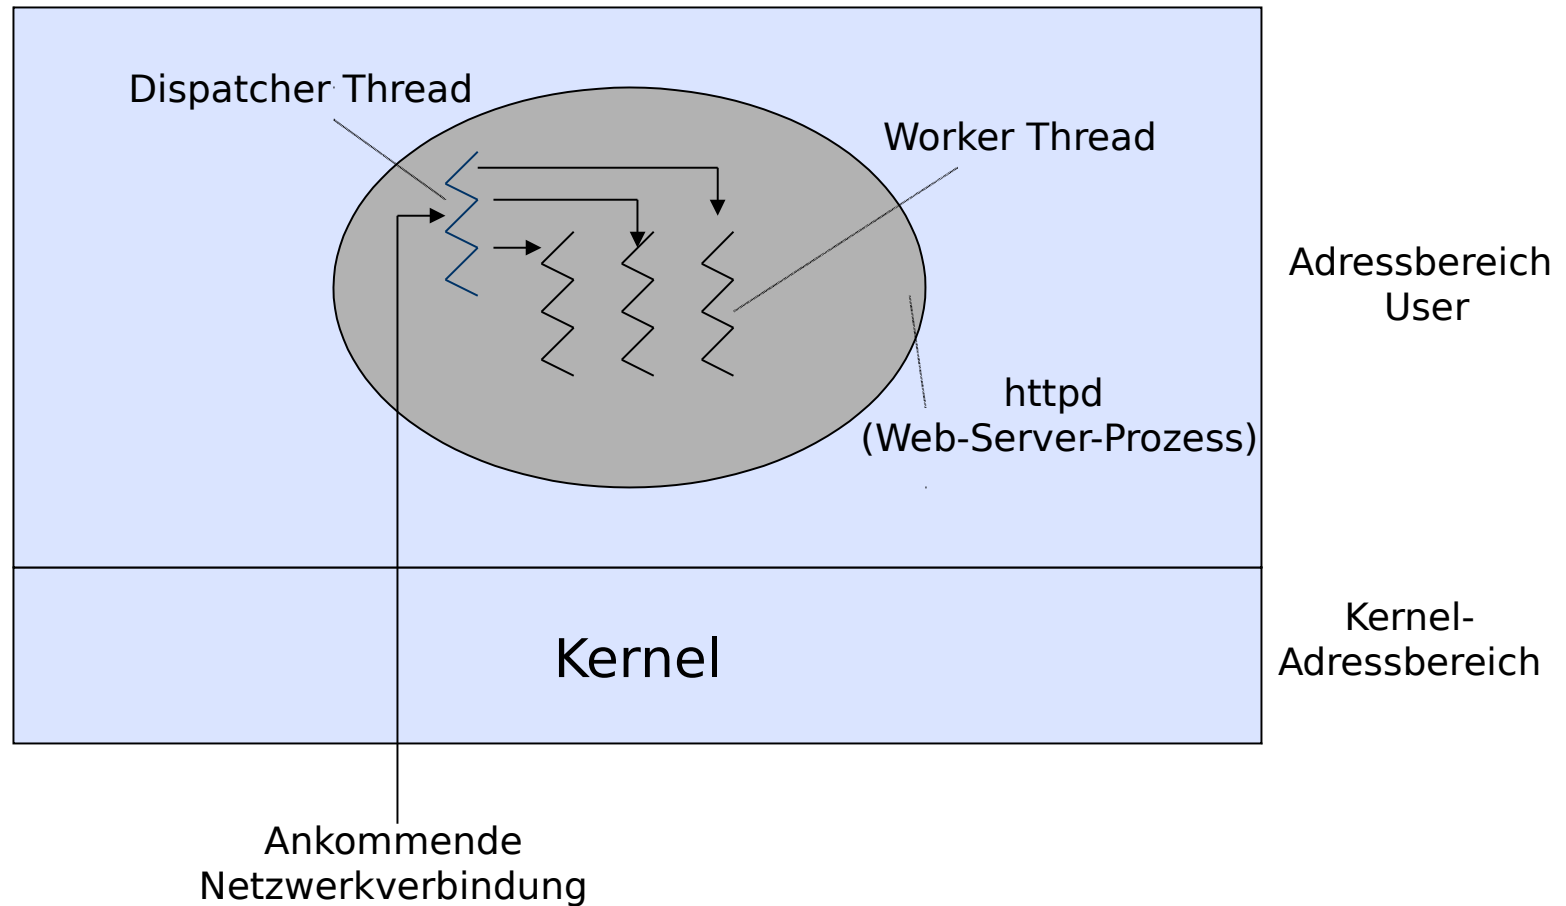 Dispatcher Thread
Worker Thread
Adressbereich
User
httpd
(Web-Server-Prozess)
Kernel
Kernel-
Adressbereich
Ankommende
Netzwerkverbindung